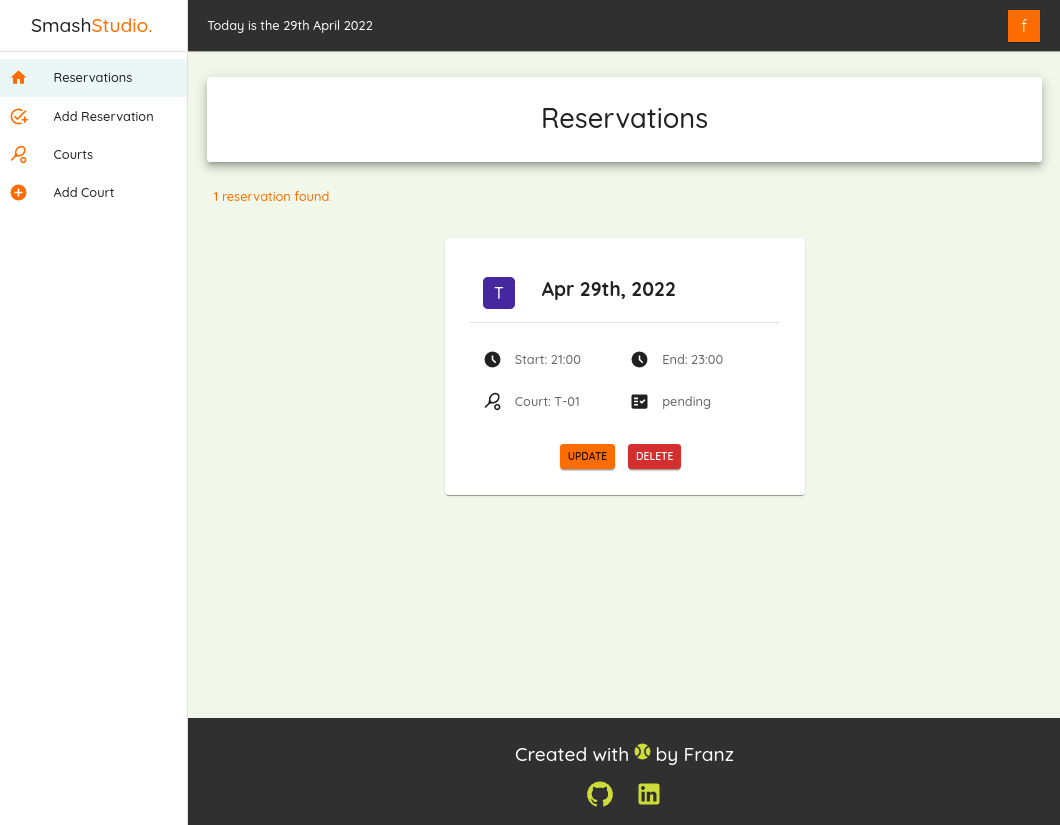 SmashStudio.
Today is the 29th April 2022
f
Reservations
Add Reservation
Courts
Add Court
Reservations
1 reservation found
T
Apr 29th, 2022
Start: 21:00
End: 23:00
Court: T-01
pending
UPDATE
DELETE
Created with by Franz
in